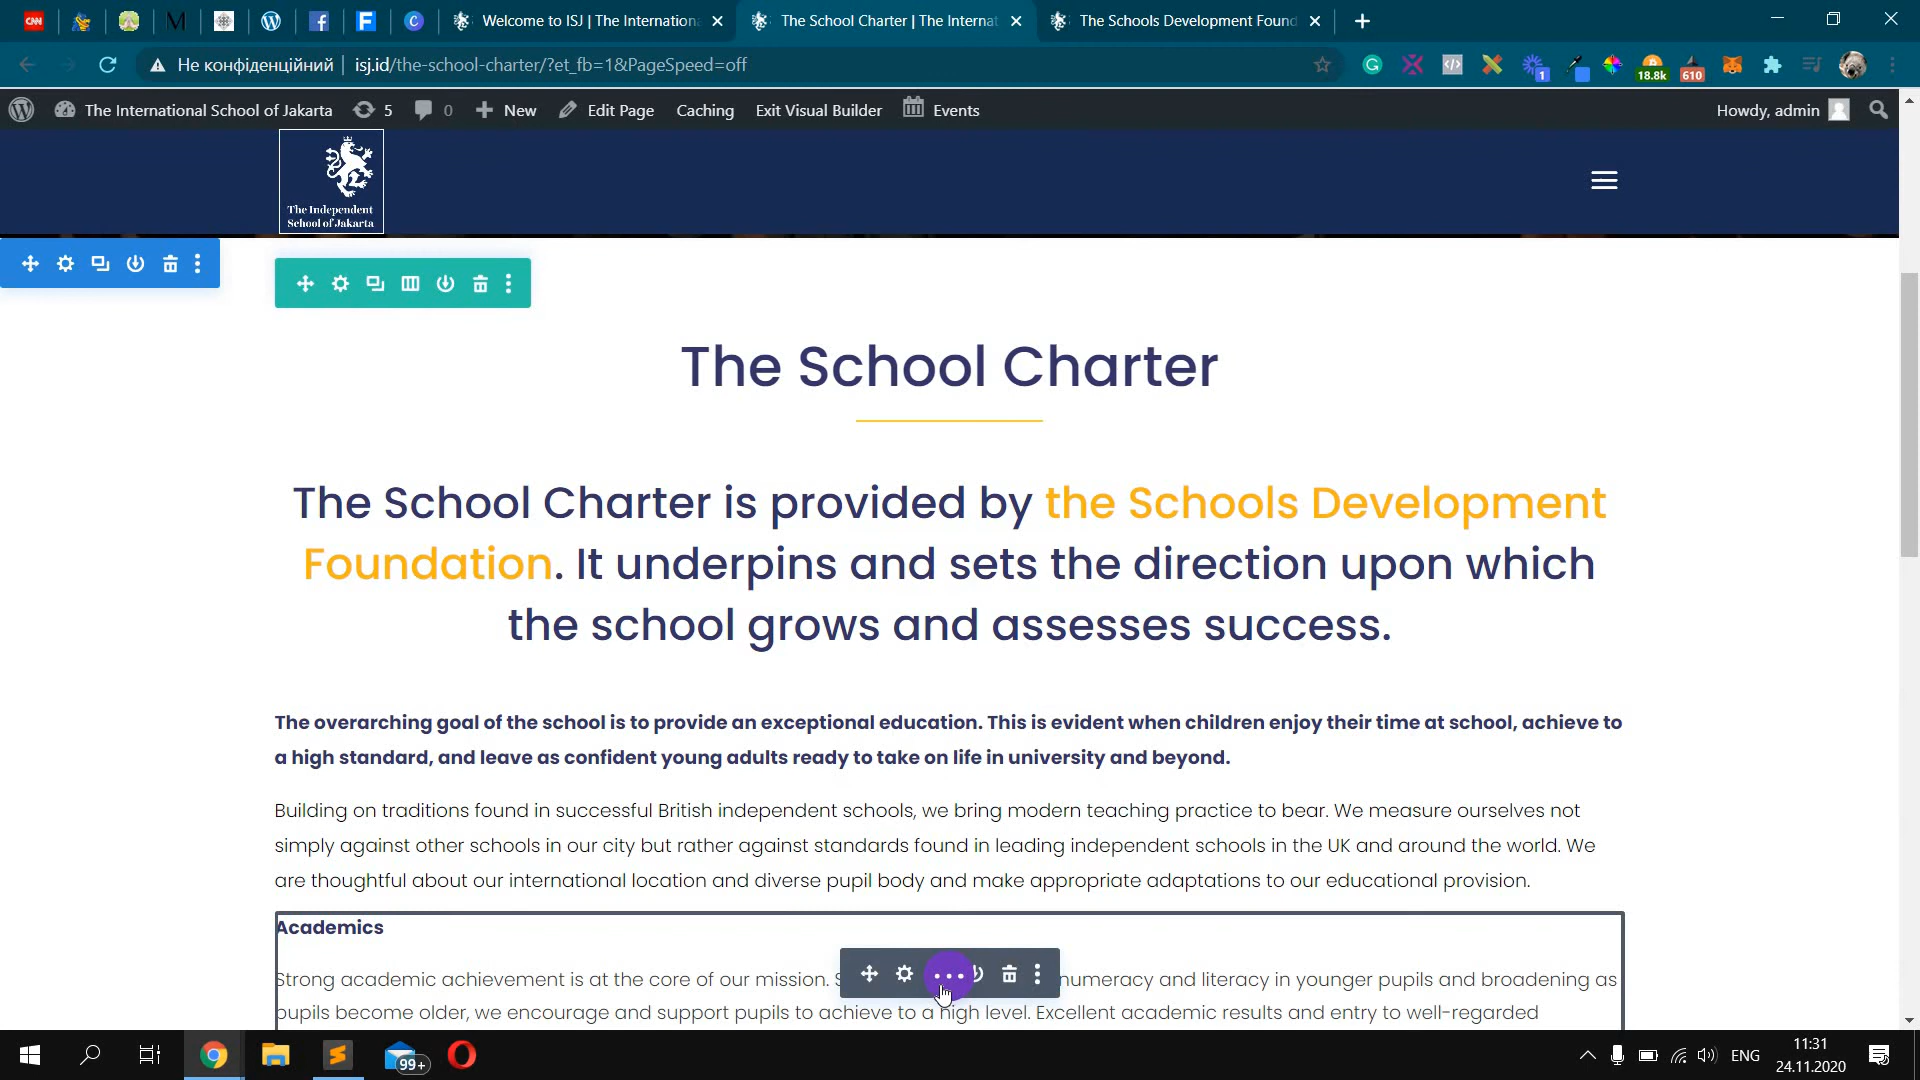 CNN
Welcome to ISJ | The Internationa
The School Charter | The Internat
The Schools Development Found
Не конфіденційний
isj.id/the-school-charter/?et_fb=1&PageSpeed=off
1
18.8k
610
The International School of Jakarta
5
0
New
Edit Page
Caching
Exit Visual Builder
Events
Howdy, admin
The Independent
School of Jakarta
The School Charter
The School Charter is provided by the Schools Development
Foundation. It underpins and sets the direction upon which
the school grows and assesses success.
The overarching goal of the school is to provide an exceptional education. This is evident when children enjoy their time at school, achieve to
a high standard, and leave as confident young adults ready to take on life in university and beyond.
Building on traditions found in successful British independent schools, we bring modern teaching practice to bear. We measure ourselves not
simply against other schools in our city but rather against standards found in leading independent schools in the UK and around the world. We
are thoughtful about our international location and diverse pupil body and make appropriate adaptations to our educational provision.
Academics
Strong academic achievement is at the core of our mission. numeracy and literacy in younger pupils and broadening as
pupils become older, we encourage and support pupils to achieve to a high level. Excellent academic results and entry to well-regarded
99+
ENG
11:31
24.11.2020